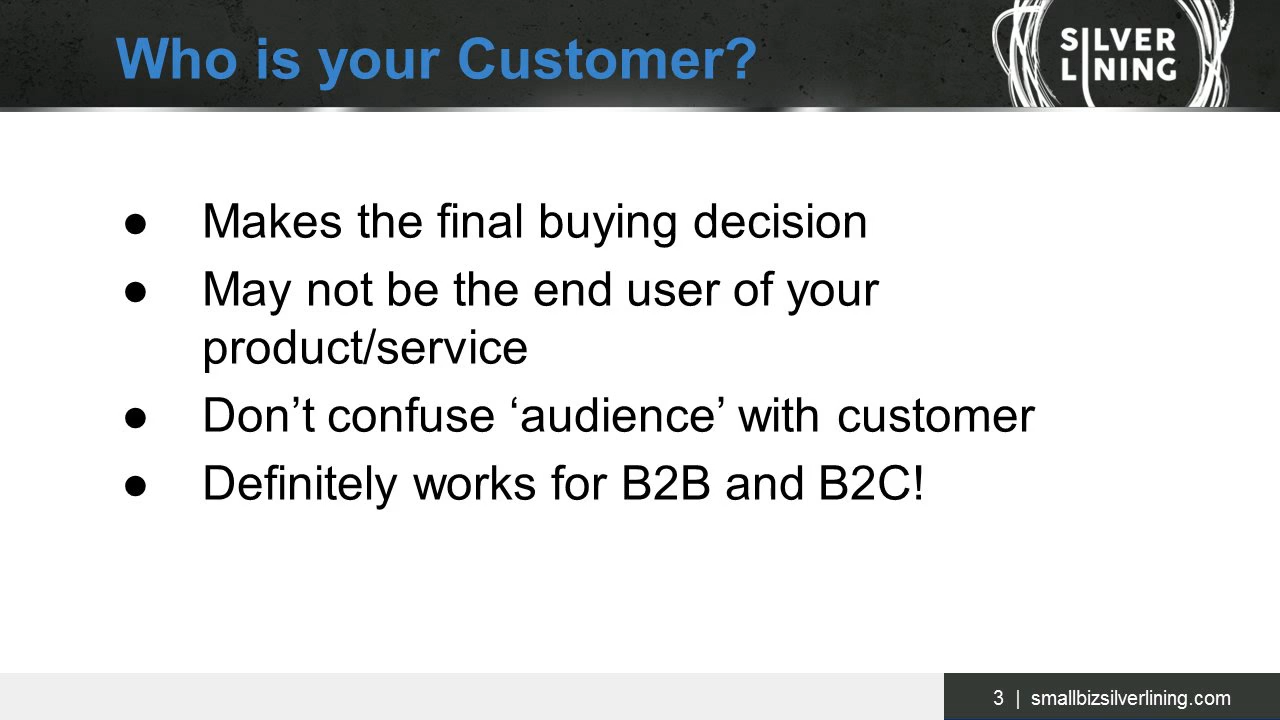 Who is your Customer?
SILVER
LINING
● Makes the final buying decision
● May not be the end user of your
product/service
● Don’t confuse ‘audience’ with customer
● Definitely works for B2B and B2C!
3 | smallbizsilverlining.com